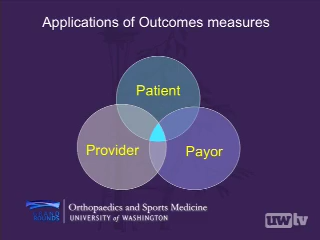 Applications of Outcomes measures
Patient
Provider
Payor
Orthopaedics and Sports Medicine
UNIVERSITY of WASHINGTON
uwtv